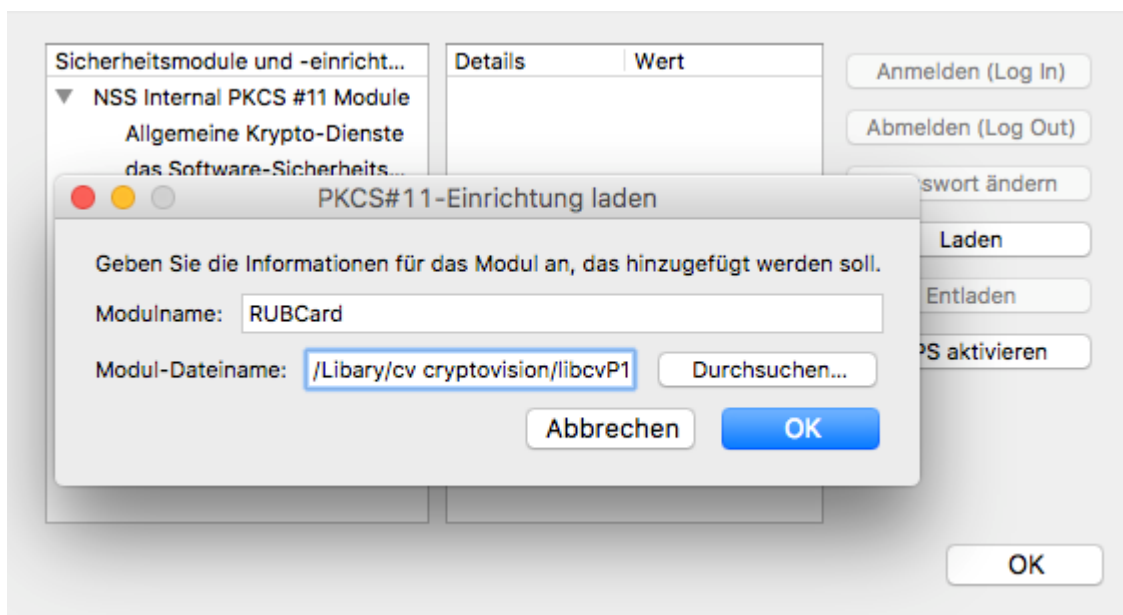 Sicherheitsmodule und -einricht...
Details Wert
NSS Internal PKCS #11 Module
Allgemeine Krypto-Dienste
das Software-Sicherheits...
Anmelden (Log In)
Abmelden (Log Out)
swort ändern
Laden
Entladen
PS aktivieren
PKCS#11-Einrichtung laden
Geben Sie die Informationen für das Modul an, das hinzugefügt werden soll.
Modulname: RUBCard
Modul-Dateiname: /Libary/cv cryptovision/libcvP1 Durchsuchen...
Abbrechen OK
OK